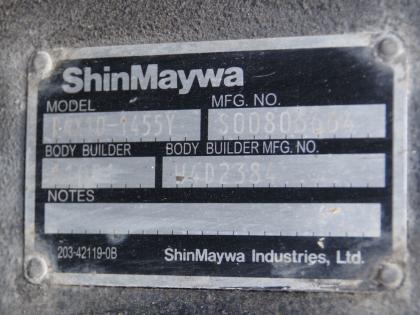 ShinMaywa
MODEL MFG. NO.
BODY BUILDER BODY BUILDER MFG. NO.
NOTES
203-42119-0B ShinMaywa Industries, Ltd.